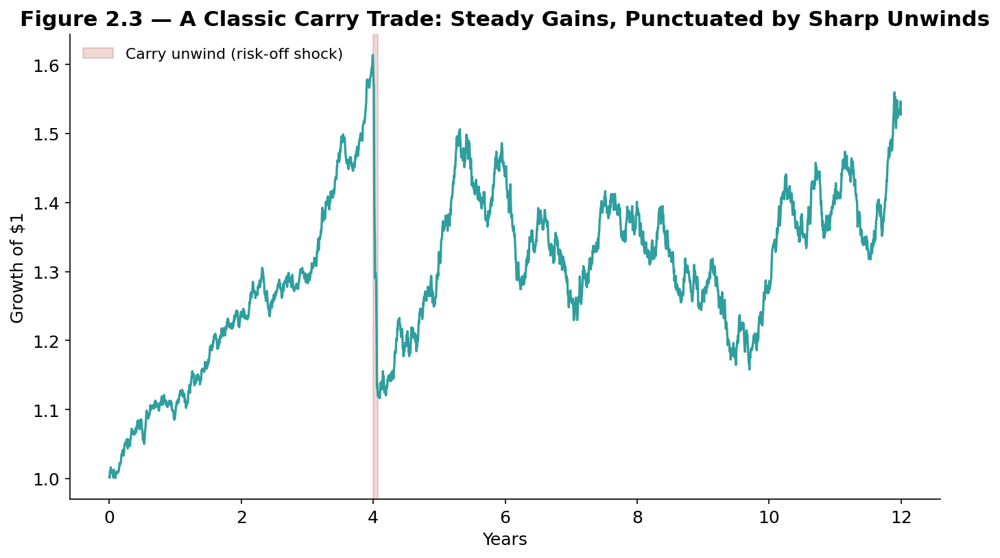 Figure 2.3 — A Classic Carry Trade: Steady Gains, Punctuated by Sharp Unwinds
Carry unwind (risk-off shock)
Growth of $1
1.6
1.5
1.4
1.3
1.2
1.1
1.0
0 2 4 6 8 10 12
Years